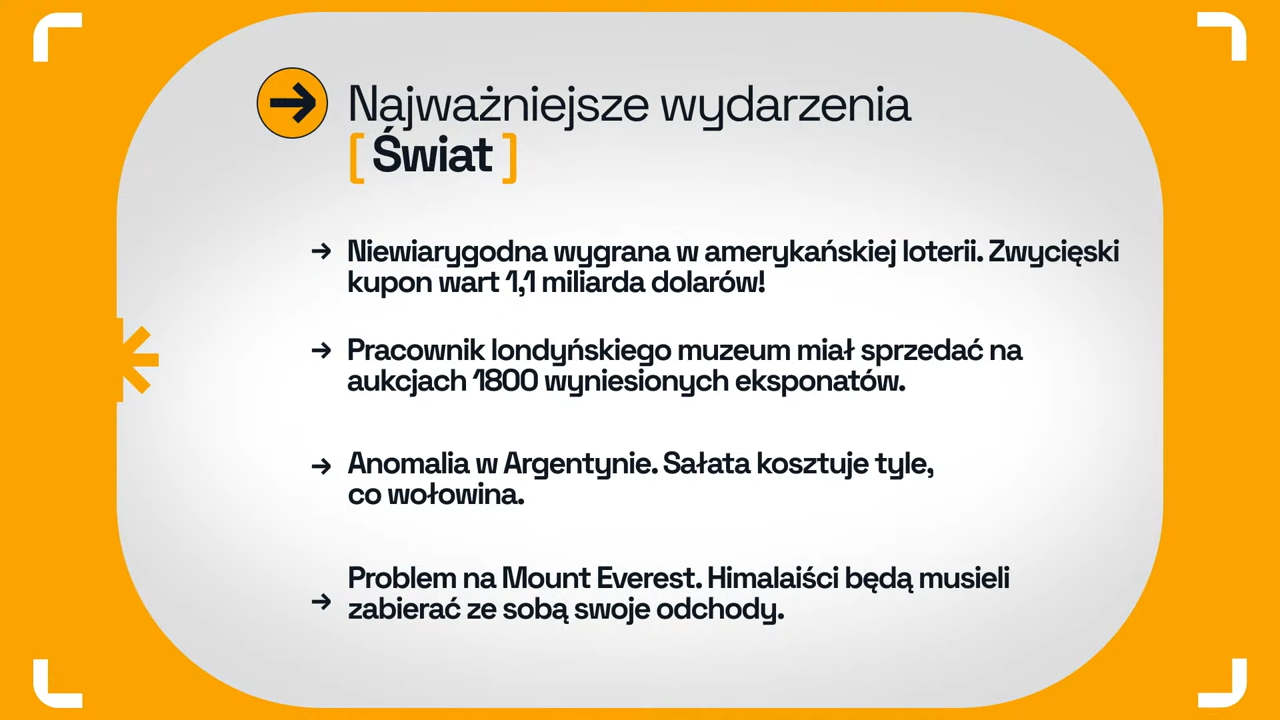 Najważniejsze wydarzenia
[ Świat ]
Niewiarygodna wygrana w amerykańskiej loterii. Zwycięski
kupon wart 1,1 miliarda dolarów!
Pracownik londyńskiego muzeum miał sprzedać na
aukcjach 1800 wyniesionych eksponatów.
Anomalia w Argentynie. Sałata kosztuje tyle,
co wołowina.
Problem na Mount Everest. Himalaiści będą musieli
zabierać ze sobą swoje odchody.